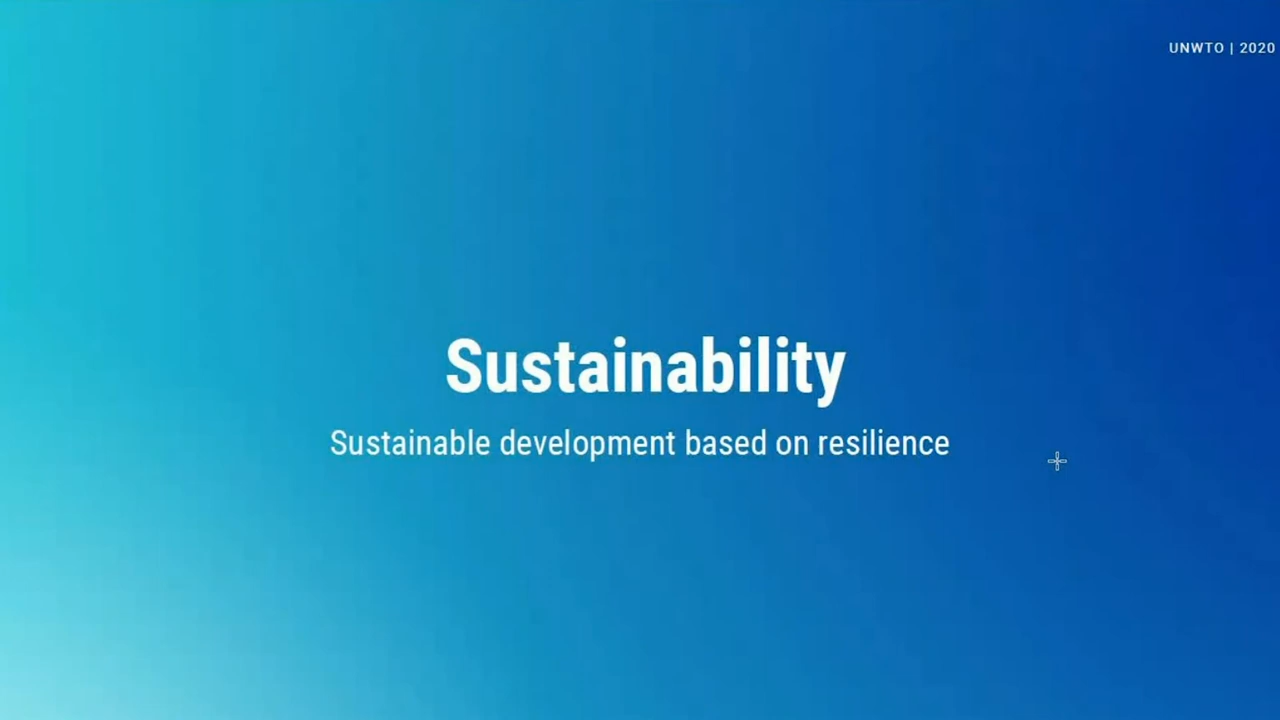 UNWTO | 2020
Sustainability
Sustainable development based on resilience